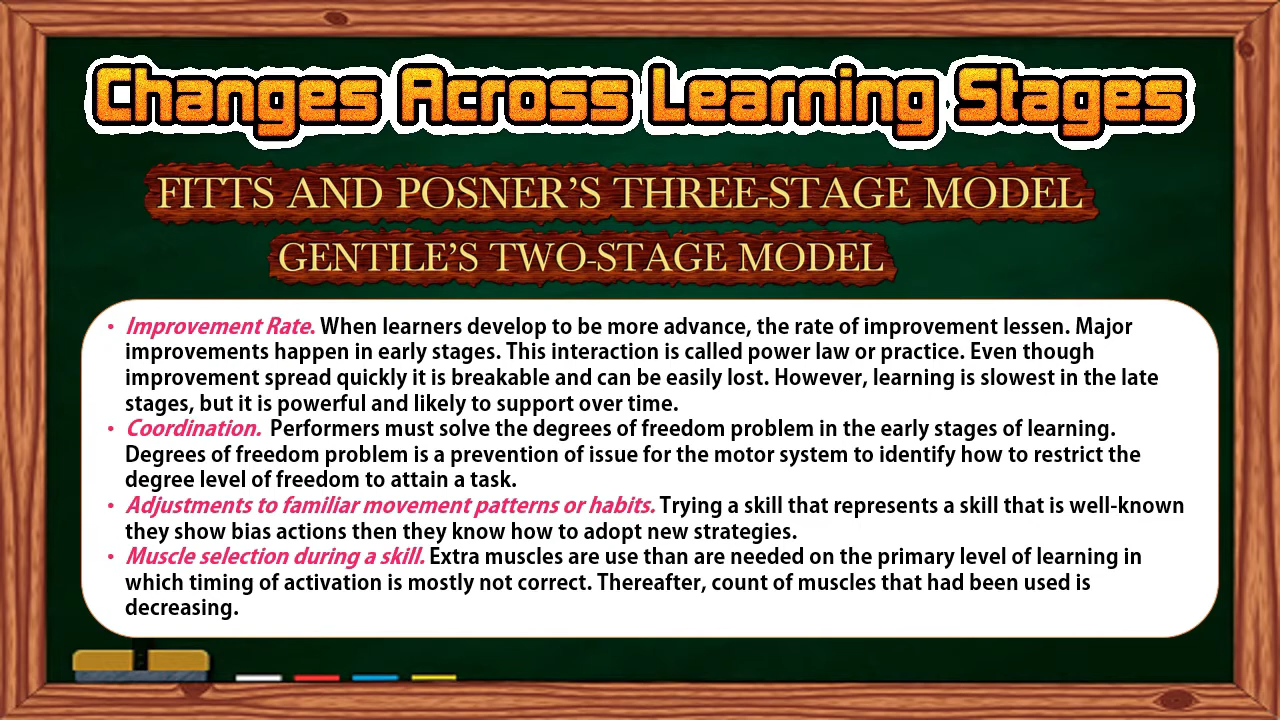 Changes Across Learning Stages
FITTS AND POSNER'S THREE-STAGE MODEL
GENTILE'S TWO-STAGE MODEL
• Improvement Rate. When learners develop to be more advance, the rate of improvement lessen. Major
improvements happen in early stages. This interaction is called power law or practice. Even though
improvement spread quickly it is breakable and can be easily lost. However, learning is slowest in the late
stages, but it is powerful and likely to support over time.
• Coordination. Performers must solve the degrees of freedom problem in the early stages of learning.
Degrees of freedom problem is a prevention of issue for the motor system to identify how to restrict the
degree level of freedom to attain a task.
• Adjustments to familiar movement patterns or habits. Trying a skill that represents a skill that is well-known
they show bias actions then they know how to adopt new strategies.
• Muscle selection during a skill. Extra muscles are use than are needed on the primary level of learning in
which timing of activation is mostly not correct. Thereafter, count of muscles that had been used is
decreasing.